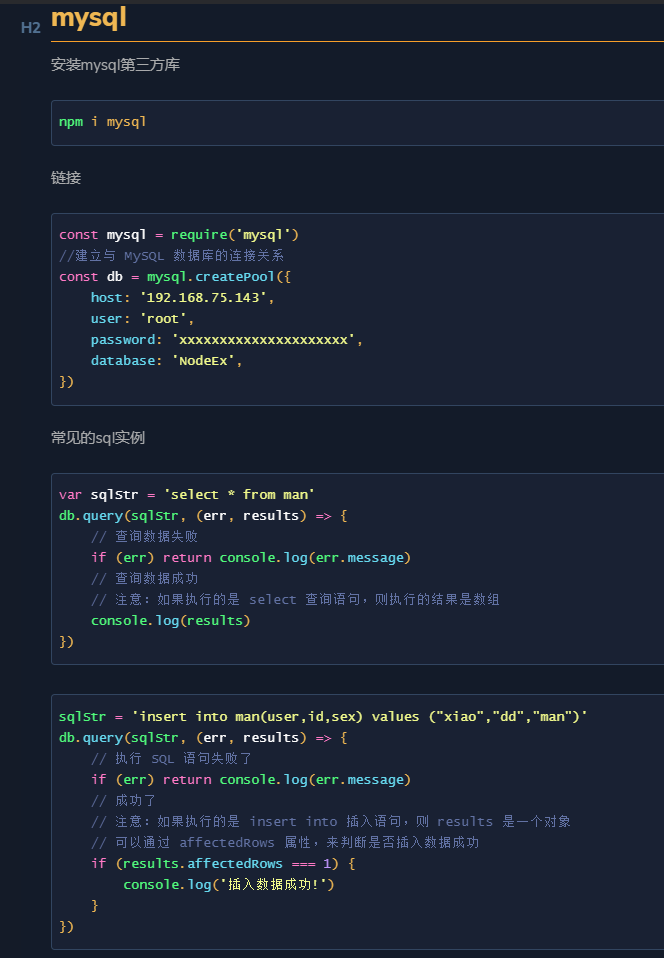 H2
mysql
安装mysql第三方库
npm i mysql
链接
const mysql = require('mysql')
//建立与 MySQL 数据库的连接关系
const db = mysql.createPool({
    host: '192.168.75.143',
    user: 'root',
    password: 'xxxxxxxxxxxxxxxxxxxxx',
    database: 'NodeEx',
})
常见的sql实例
var sqlStr = 'select * from man'
db.query(sqlStr, (err, results) => {
    // 查询数据失败
    if (err) return console.log(err.message)
    // 查询数据成功
    // 注意：如果执行的是 select 查询语句，则执行的结果是数组
    console.log(results)
})
sqlStr = 'insert into man(user,id,sex) values ("xiao","dd","man")'
db.query(sqlStr, (err, results) => {
    // 执行 SQL 语句失败了
    if (err) return console.log(err.message)
    // 成功了
    // 注意：如果执行的是 insert into 插入语句，则 results 是一个对象
    // 可以通过 affectedRows 属性，来判断是否插入数据成功
    if (results.affectedRows === 1) {
        console.log('插入数据成功!')
    }
})